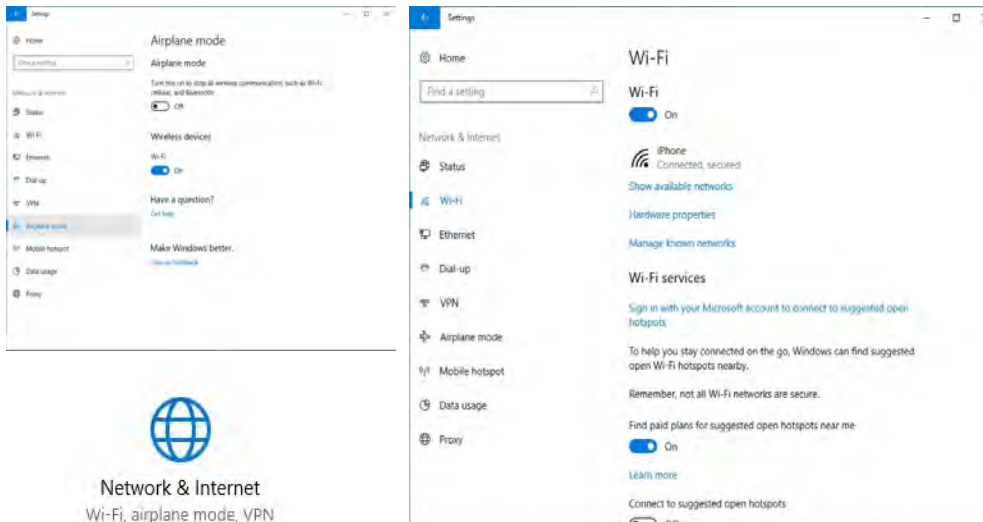 Settings
Home
Airplane mode
Find a setting
Airplane mode
Turn this on to stop all wireless communication, such as Wi-Fi,
cellular, and Bluetooth
Off
Network & Internet
Status
Wi-Fi
Wireless devices
Ethernet
Wi-Fi
Dial-up
On
VPN
Have a question?
Get help
Airplane mode
Mobile hotspot
Make Windows better.
Data usage
Proxy
Network & Internet
Wi-Fi, airplane mode, VPN
Settings
Home
Wi-Fi
Find a setting
Wi-Fi
On
Network & Internet
iPhone
Connected, secured
Status
Show available networks
Wi-Fi
Hardware properties
Ethernet
Manage known networks
Dial-up
Wi-Fi services
VPN
Sign in with your Microsoft account to connect to suggested open
hotspots
Airplane mode
To help you stay connected on the go, Windows can find suggested
open Wi-Fi hotspots nearby.
Mobile hotspot
Remember, not all Wi-Fi networks are secure.
Data usage
Find paid plans for suggested open hotspots near me
Proxy
On
Learn more
Connect to suggested open hotspots